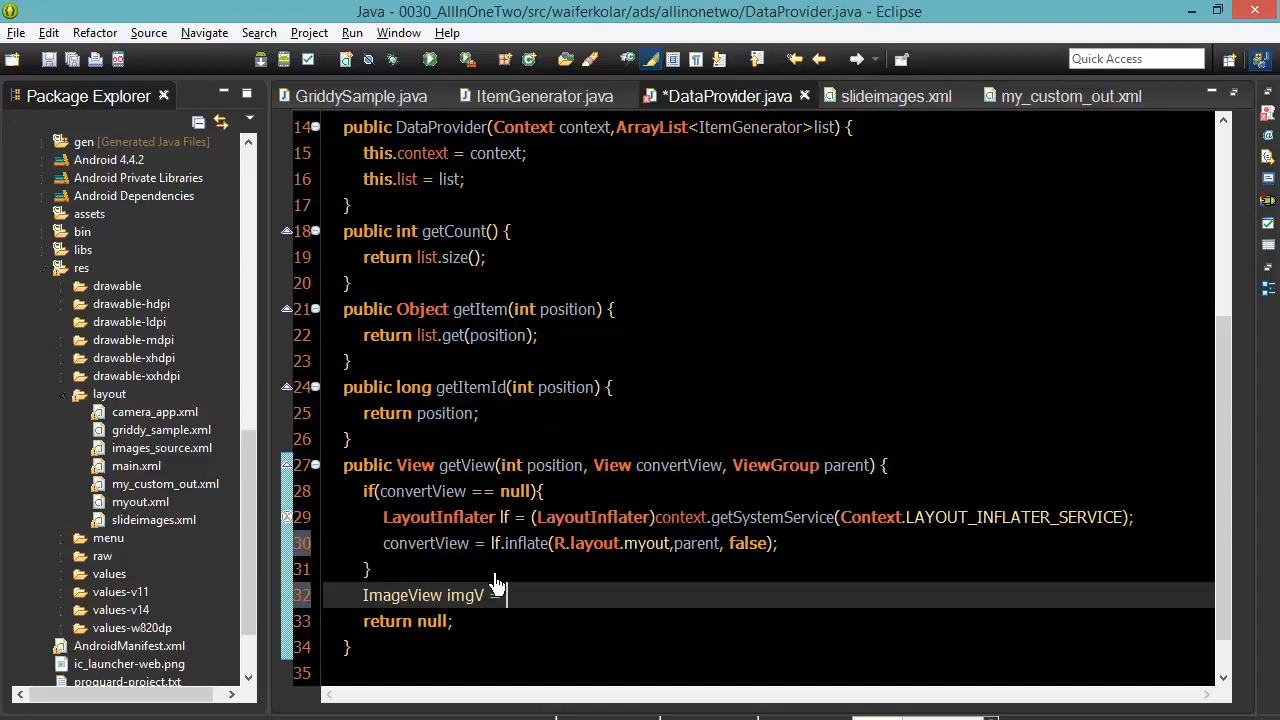 Java - 0030_AllInOneTwo/src/waiferkolar/ads/allinonetwo/DataProvider.java - Eclipse
File Edit Refactor Source Navigate Search Project Run Window Help
Quick Access
Package Explorer
GriddySample.java ItemGenerator.java *DataProvider.java slideimages.xml my_custom_out.xml
gen [Generated Java Files]
Android 4.4.2
Android Private Libraries
Android Dependencies
assets
bin
libs
res
drawable
drawable-hdpi
drawable-ldpi
drawable-mdpi
drawable-xhdpi
drawable-xxhdpi
layout
camera_app.xml
griddy_sample.xml
images_source.xml
main.xml
my_custom_out.xml
myout.xml
slideimages.xml
menu
raw
values
values-v11
values-v14
values-w820dp
AndroidManifest.xml
ic_launcher-web.png
proguard-project.txt
14 public DataProvider(Context context,ArrayList<ItemGenerator>list) {
15 this.context = context;
16 this.list = list;
17 }
18 public int getCount() {
19 return list.size();
20 }
21 public Object getItem(int position) {
22 return list.get(position);
23 }
24 public long getItemId(int position) {
25 return position;
26 }
27 public View getView(int position, View convertView, ViewGroup parent) {
28 if(convertView == null){
29 LayoutInflater lf = (LayoutInflater)context.getSystemService(Context.LAYOUT_INFLATER_SERVICE);
30 convertView = lf.inflate(R.layout.myout,parent, false);
31 }
32 ImageView imgV =
33 return null;
34 }
35